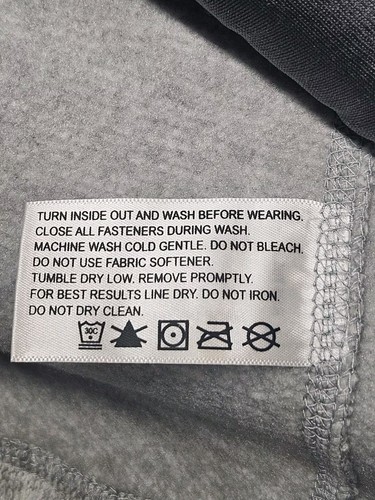 TURN INSIDE OUT AND WASH BEFORE WEARING.
CLOSE ALL FASTENERS DURING WASH.
MACHINE WASH COLD GENTLE. DO NOT BLEACH.
DO NOT USE FABRIC SOFTENER.
TUMBLE DRY LOW. REMOVE PROMPTLY.
FOR BEST RESULTS LINE DRY. DO NOT IRON.
DO NOT DRY CLEAN.
30C